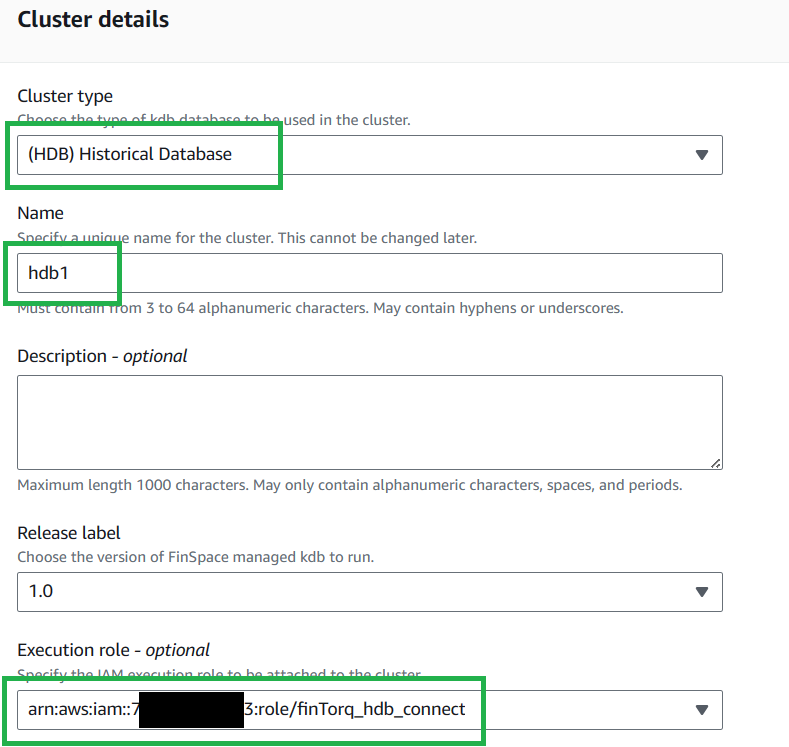 Cluster details
Cluster type
Choose the type of kdb database to be used in the cluster.
(HDB) Historical Database
Name
Specify a unique name for the cluster. This cannot be changed later.
hdb1
Must contain from 3 to 64 alphanumeric characters. May contain hyphens or underscores.
Description - optional
Maximum length 1000 characters. May only contain alphanumeric characters, spaces, and periods.
Release label
Choose the version of FinSpace managed kdb to run.
1.0
Execution role - optional
Specify the IAM execution role to be attached to the cluster.
arn:aws:iam::7 3:role/finTorq_hdb_connect